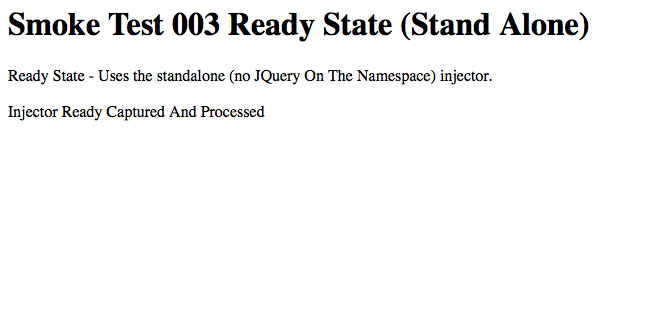 Smoke Test 003 Ready State (Stand Alone)
Ready State - Uses the standalone (no JQuery On The Namespace) injector.
Injector Ready Captured And Processed